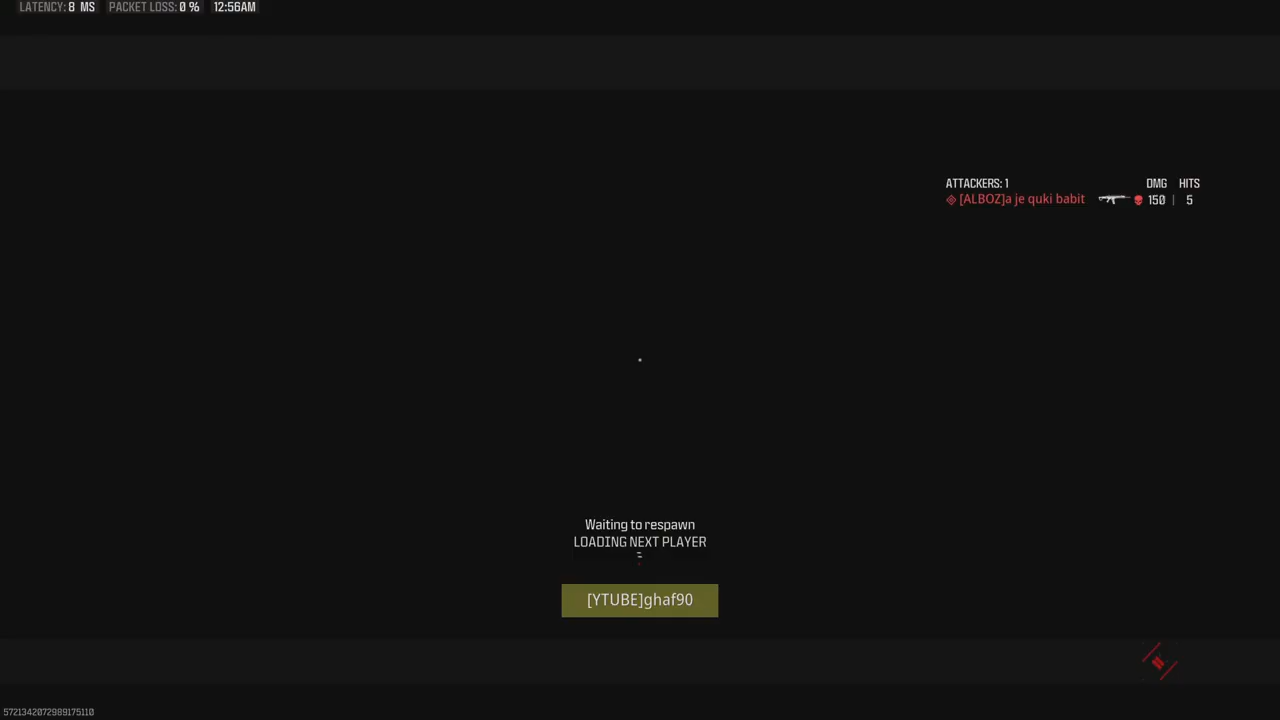 LATENCY: 8 MS PACKET LOSS: 0 % 12:56AM
ATTACKERS: 1 DMG HITS
[ALBOZ]a je quki babit 150 | 5
Waiting to respawn
LOADING NEXT PLAYER
[YTUBE]ghaf90
5721342072989175110